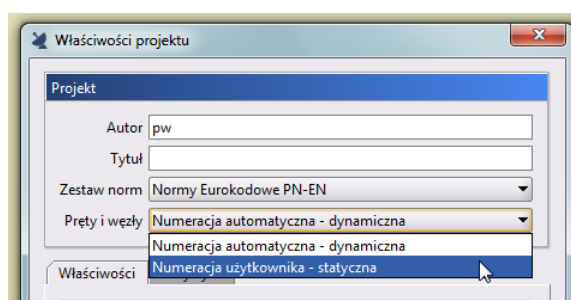 Właściwości projektu
Projekt
Autor pw
Tytuł
Zestaw norm Normy Eurokodowe PN-EN
Pręty i węzły Numeracja automatyczna - dynamiczna
Numeracja automatyczna - dynamiczna
Właściwości Numeracja użytkownika - statyczna